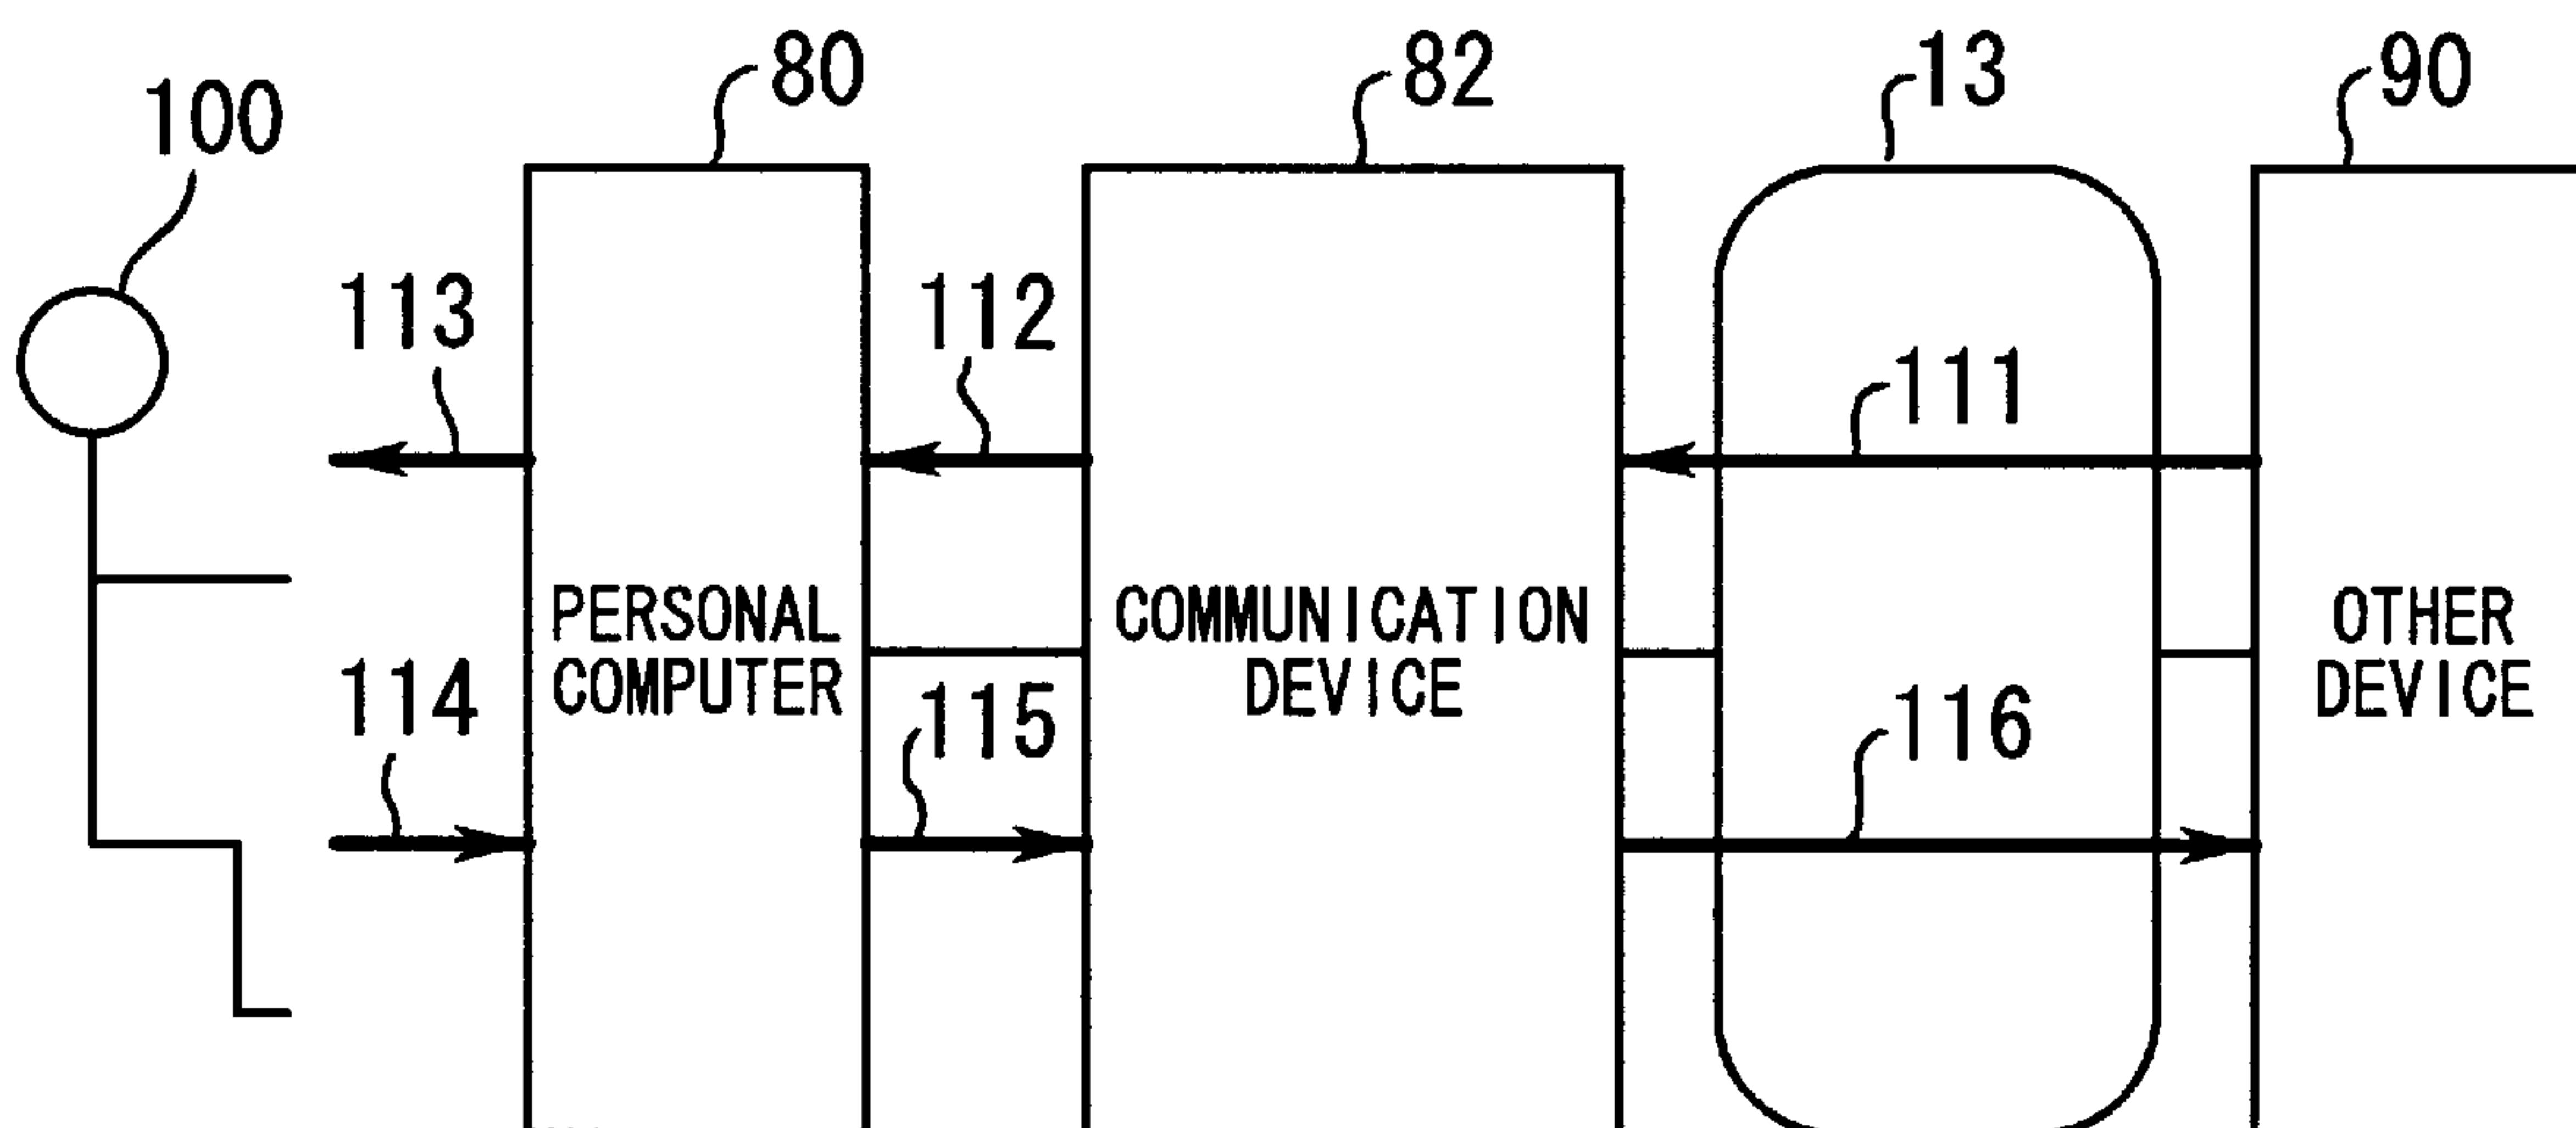 100
80
82
13
90
113
112
111
PERSONAL
COMPUTER
COMMUNICATION
DEVICE
OTHER
DEVICE
114
115
116